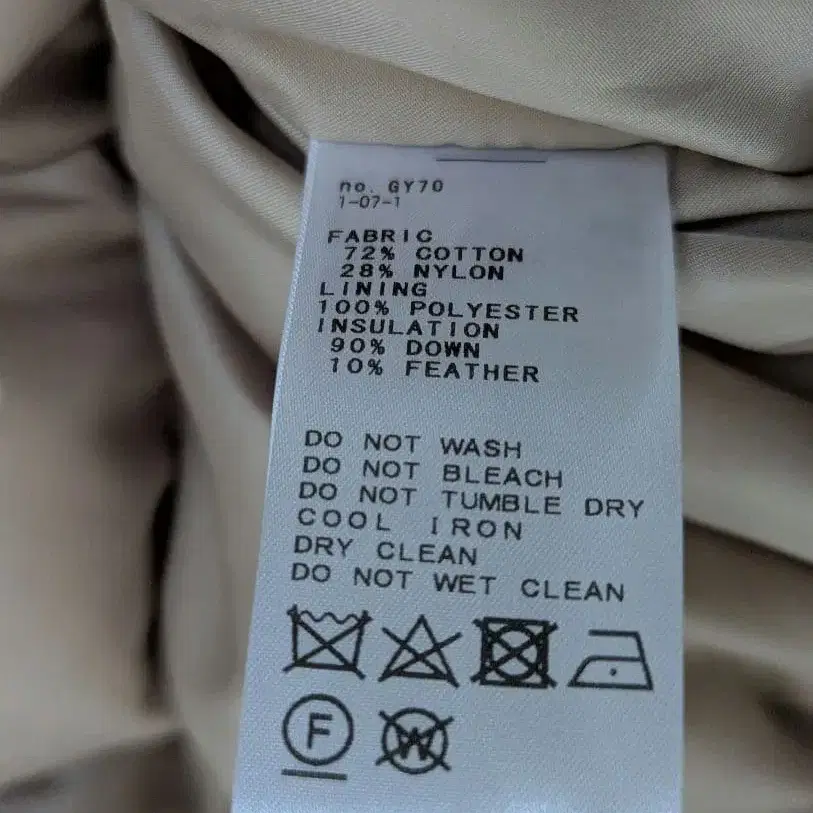 no. GY70
1-07-1
FABRIC
72% COTTON
28% NYLON
LINING
100% POLYESTER
INSULATION
90% DOWN
10% FEATHER
DO NOT WASH
DO NOT BLEACH
DO NOT TUMBLE DRY
COOL IRON
DRY CLEAN
DO NOT WET CLEAN
F W